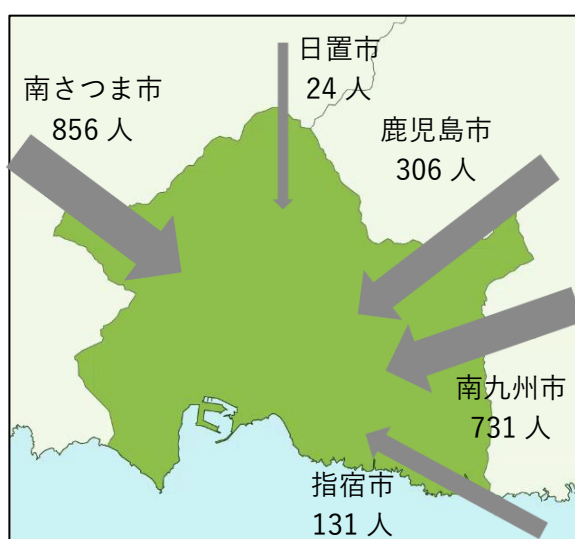 日置市
24 人
南さつま市
856 人
鹿児島市
306 人
南九州市
731 人
指宿市
131 人